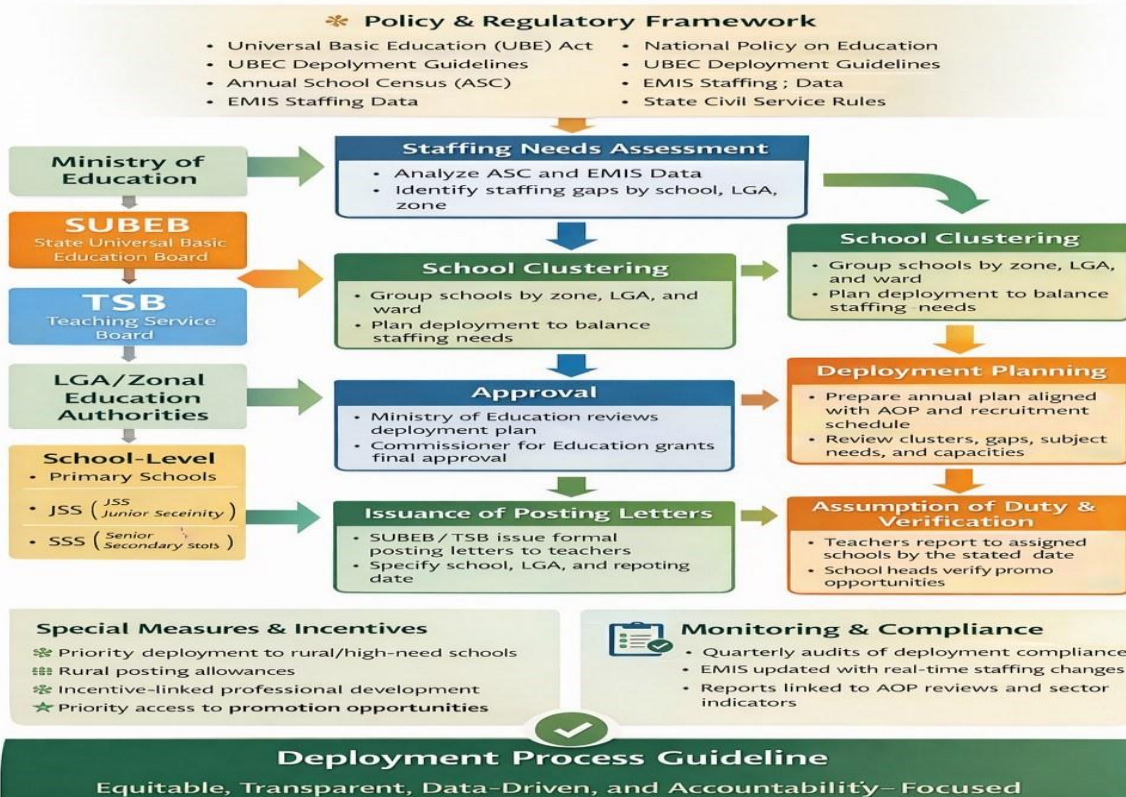 Policy & Regulatory Framework
• Universal Basic Education (UBE) Act
• UBEC Depolyment Guidelines
• Annual School Census (ASC)
• EMIS Staffing Data
• National Policy on Education
• UBEC Deployment Guidelines
• EMIS Staffing ; Data
• State Civil Service Rules
Ministry of
Education
SUBEB
State Universal Basic
Education Board
TSB
Teaching Service
Board
LGA/Zonal
Education
Authorities
School-Level
• Primary Schools
• JSS ( JSS
Junior Seceinity )
• SSS ( Senior
Secondary Stots )
Staffing Needs Assessment
• Analyze ASC and EMIS Data
• Identify staffing gaps by school, LGA,
zone
School Clustering
• Group schools by zone, LGA, and
ward
• Plan deployment to balance
staffing needs
Approval
• Ministry of Education reviews
deployment plan
• Commissioner for Education grants
final approval
Issuance of Posting Letters
• SUBEB/TSB issue formal
posting letters to teachers
• Specify school, LGA, and repoting
date
School Clustering
• Group schools by zone, LGA,
and ward
• Plan deployment to balance
staffing needs
Deployment Planning
• Prepare annual plan aligned
with AOP and recruitment
schedule
• Review clusters, gaps, subject
needs, and capacities
Assumption of Duty &
Verification
• Teachers report to assigned
schools by the stated date
• School heads verify promo
opportunities
Special Measures & Incentives
Priority deployment to rural/high-need schools
Rural posting allowances
Incentive-linked professional development
Priority access to promotion opportunities
Monitoring & Compliance
• Quarterly audits of deployment compliance
• EMIS updated with real-time staffing changes
• Reports linked to AOP reviews and sector
indicators
Deployment Process Guideline
Equitable, Transparent, Data-Driven, and Accountability-Focused